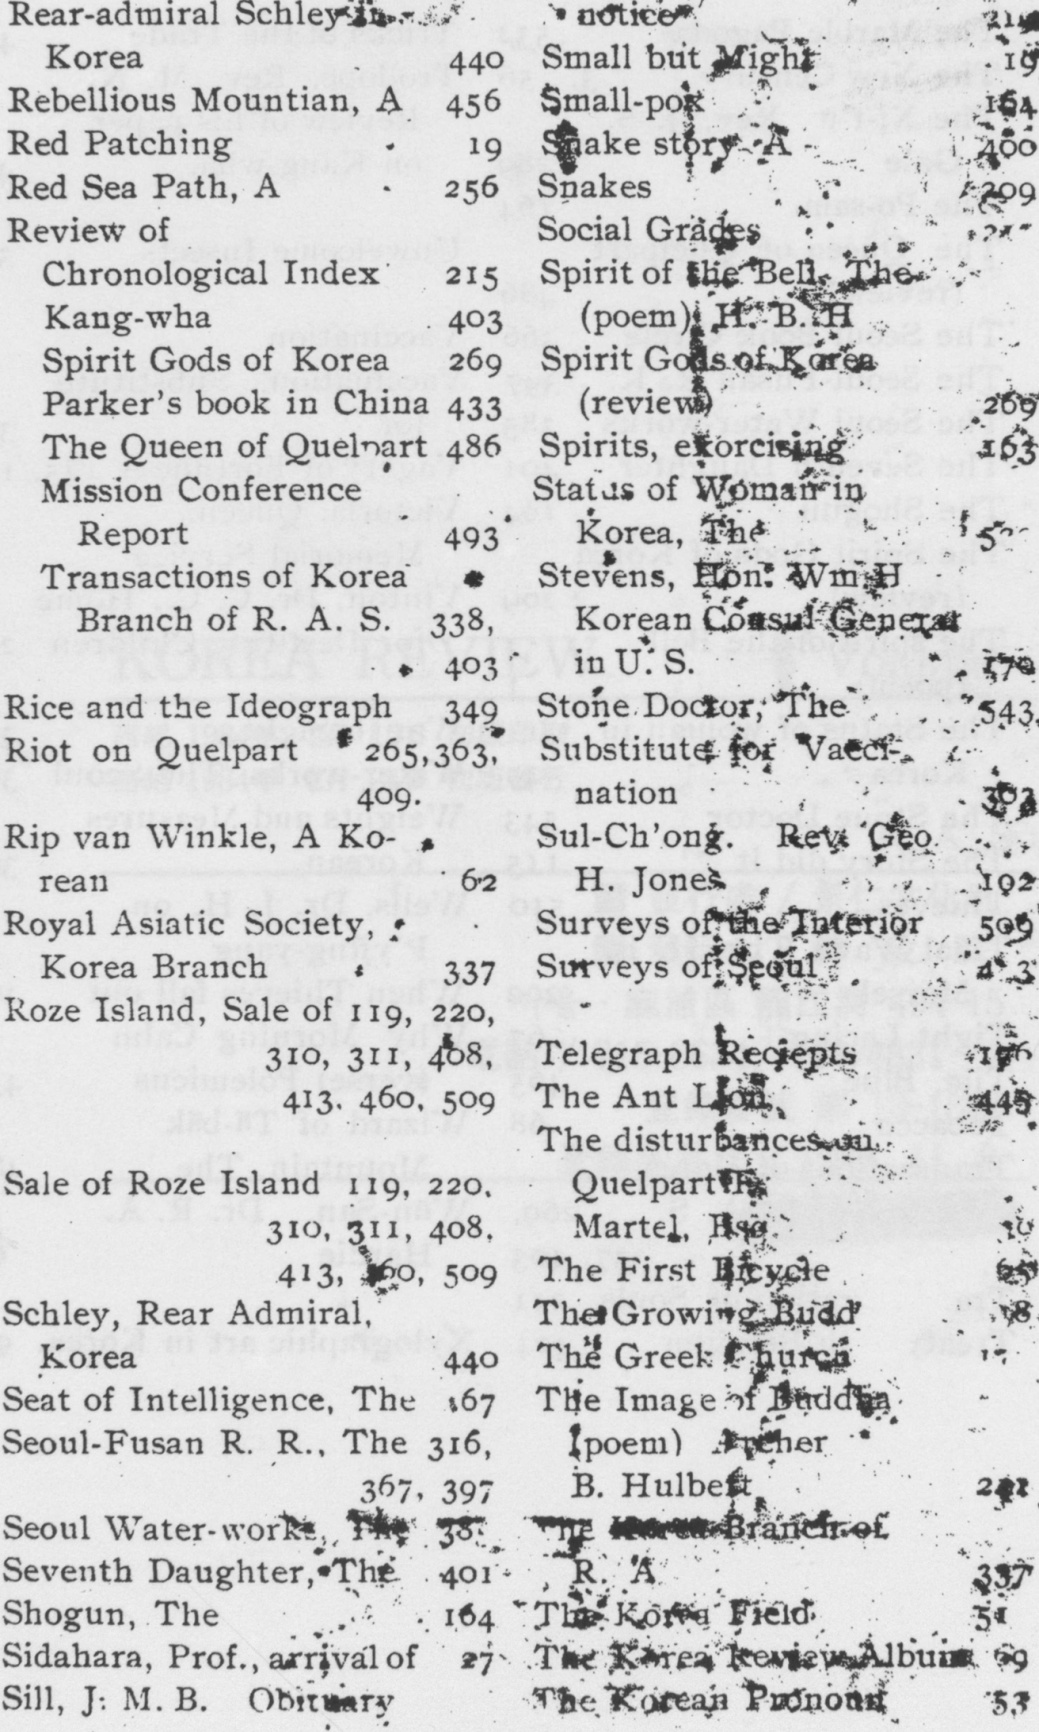 Rear-admiral Schley in
Korea 440
Rebellious Mountian, A 456
Red Patching 19
Red Sea Path, A 256
Review of
Chronological Index 215
Kang-wha 403
Spirit Gods of Korea 269
Parker's book in China 433
The Queen of Quelpart 486
Mission Conference
Report 493
Transactions of Korea
Branch of R. A. S. 338,
403
Rice and the Ideograph 349
Riot on Quelpart 265,363,
409.
Rip van Winkle, A Ko-
rean 62
Royal Asiatic Society,
Korea Branch 337
Roze Island, Sale of 119, 220,
310, 311, 408,
413. 460, 509
Sale of Roze Island 119, 220.
310, 311, 408.
413, 460, 509
Schley, Rear Admiral,
Korea 440
Seat of Intelligence, The 167
Seoul-Fusan R. R., The 316,
367, 397
Seoul Water-works, The
Seventh Daughter, The 401
Shogun, The 164
Sidahara, Prof., arrival of 27
Sill, J. M. B. Obituary
notice
Small but Might 19
Small-pox 164
Snake story A 400
Snakes 209
Social Grades
Spirit of the Bell, The
(poem) H. B. H
Spirit Gods of Korea
(review) 269
Spirits, exorcising 163
Status of Woman in
Korea, The
Stevens, Hon. Wm H
Korean Consul General
in U. S. 170
Stone Doctor, The 543
Substitute for Vacci-
nation 303
Sul-Ch'ong. Rev. Geo
H. Jones 102
Surveys of the Interior 509
Surveys of Seoul
Telegraph Reciepts
The Ant Lion 445
The disturbances on
Quelpart
Martel, Esq
The First Bicycle
The Growing Budd
The Greek Church
The Image of Buddha
(poem) Archer
B. Hulbert
The Korea Branch of
R. A 337
The Korea Field 51
The Korea Review Album 69
The Korean Pronoun 53